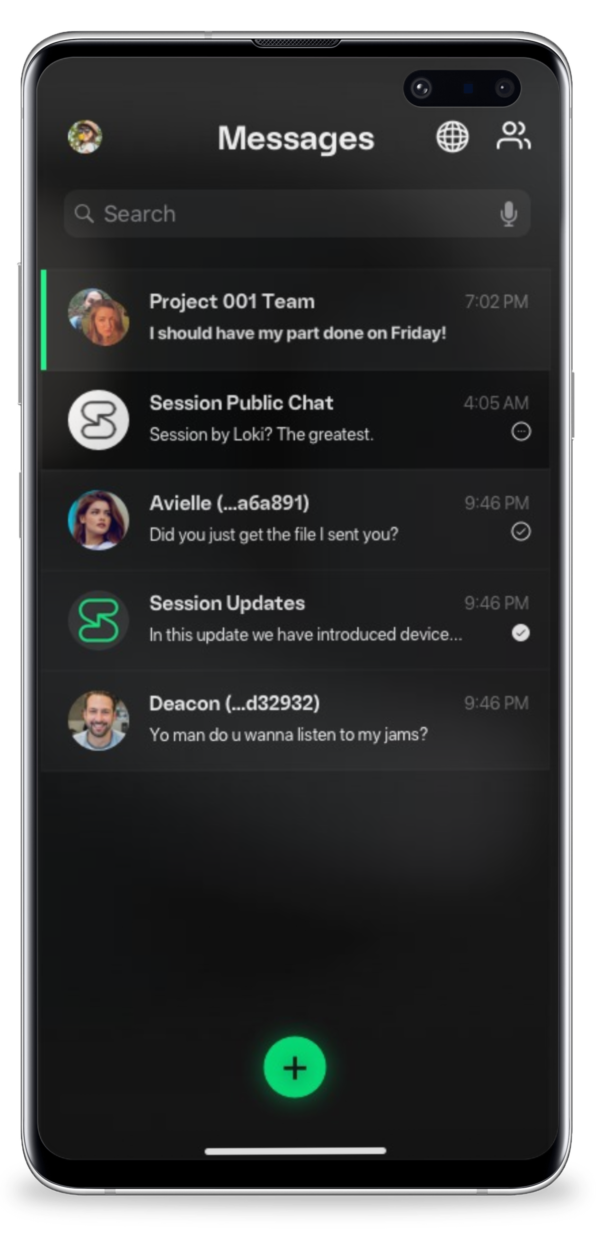 Messages
Search
Project 001 Team
7:02 PM
I should have my part done on Friday!
Session Public Chat
4:05 AM
Session by Loki? The greatest.
Avielle (...a6a891)
9:46 PM
Did you just get the file I sent you?
Session Updates
9:46 PM
In this update we have introduced device...
Deacon (...d32932)
9:46 PM
Yo man do u wanna listen to my jams?
+